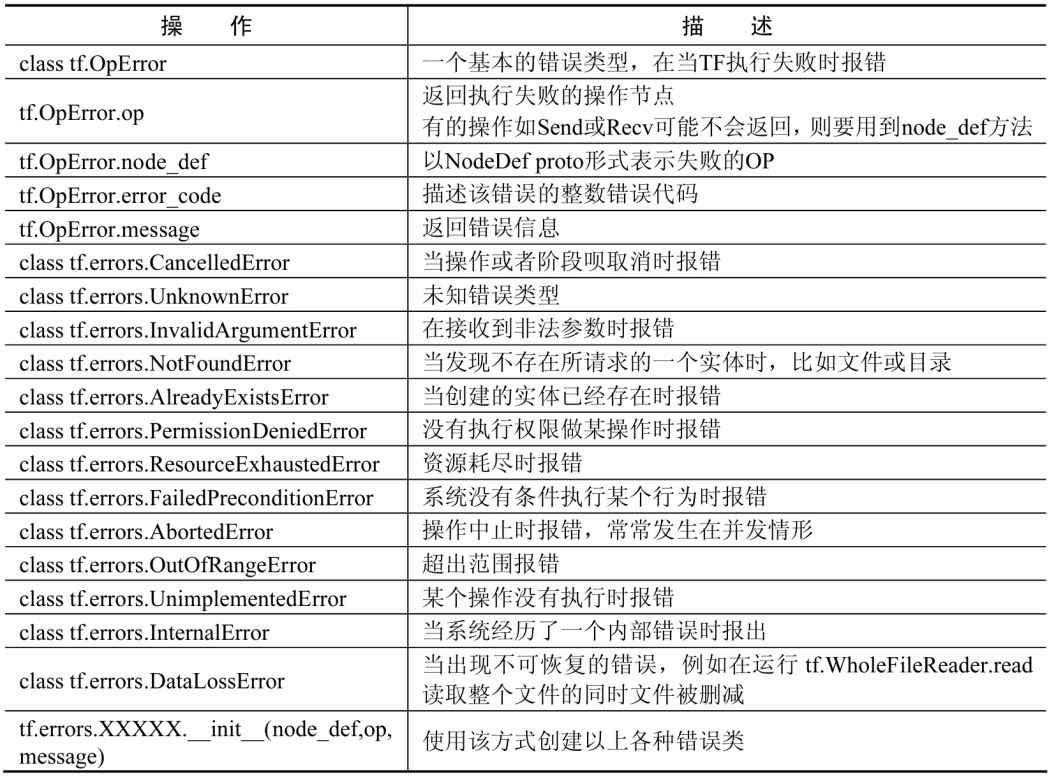 操 作 描 述
class tf.OpError 一个基本的错误类型，在当TF执行失败时报错
tf.OpError.op 返回执行失败的操作节点
有的操作如Send或Recv可能不会返回，则要用到node_def方法
tf.OpError.node_def 以NodeDef proto形式表示失败的OP
tf.OpError.error_code 描述该错误的整数错误代码
tf.OpError.message 返回错误信息
class tf.errors.CancelledError 当操作或者阶段呗取消时报错
class tf.errors.UnknownError 未知错误类型
class tf.errors.InvalidArgumentError 在接收到非法参数时报错
class tf.errors.NotFoundError 当发现不存在所请求的一个实体时，比如文件或目录
class tf.errors.AlreadyExistsError 当创建的实体已经存在时报错
class tf.errors.PermissionDeniedError 没有执行权限做某操作时报错
class tf.errors.ResourceExhaustedError 资源耗尽时报错
class tf.errors.FailedPreconditionError 系统没有条件执行某个行为时报错
class tf.errors.AbortedError 操作中止时报错，常常发生在并发情形
class tf.errors.OutOfRangeError 超出范围报错
class tf.errors.UnimplementedError 某个操作没有执行时报错
class tf.errors.InternalError 当系统经历了一个内部错误时报出
class tf.errors.DataLossError 当出现不可恢复的错误，例如在运行 tf.WholeFileReader.read
读取整个文件的同时文件被删减
tf.errors.XXXXX.__init__(node_def,op,
message) 使用该方式创建以上各种错误类